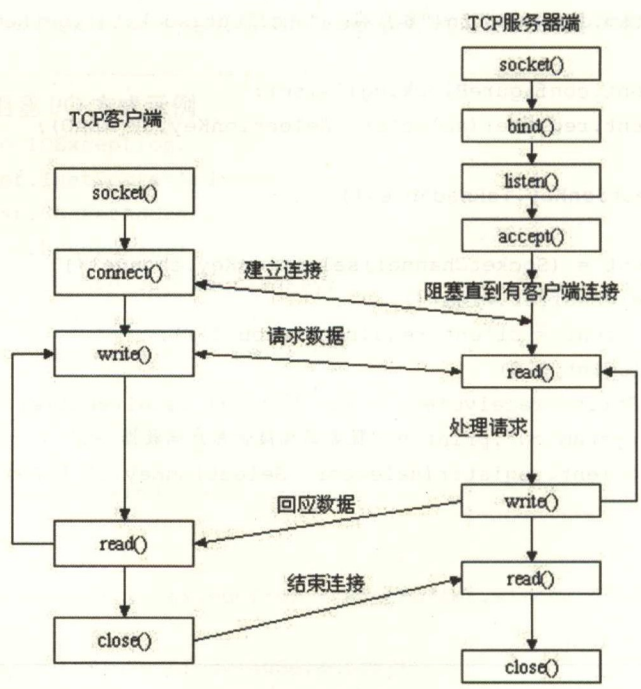 TCP服务器端
socket()
bind()
listen()
accept()
阻塞直到有客户端连接
read()
处理请求
write()
read()
close()
TCP客户端
socket()
connect()
write()
read()
close()
建立连接
请求数据
回应数据
结束连接